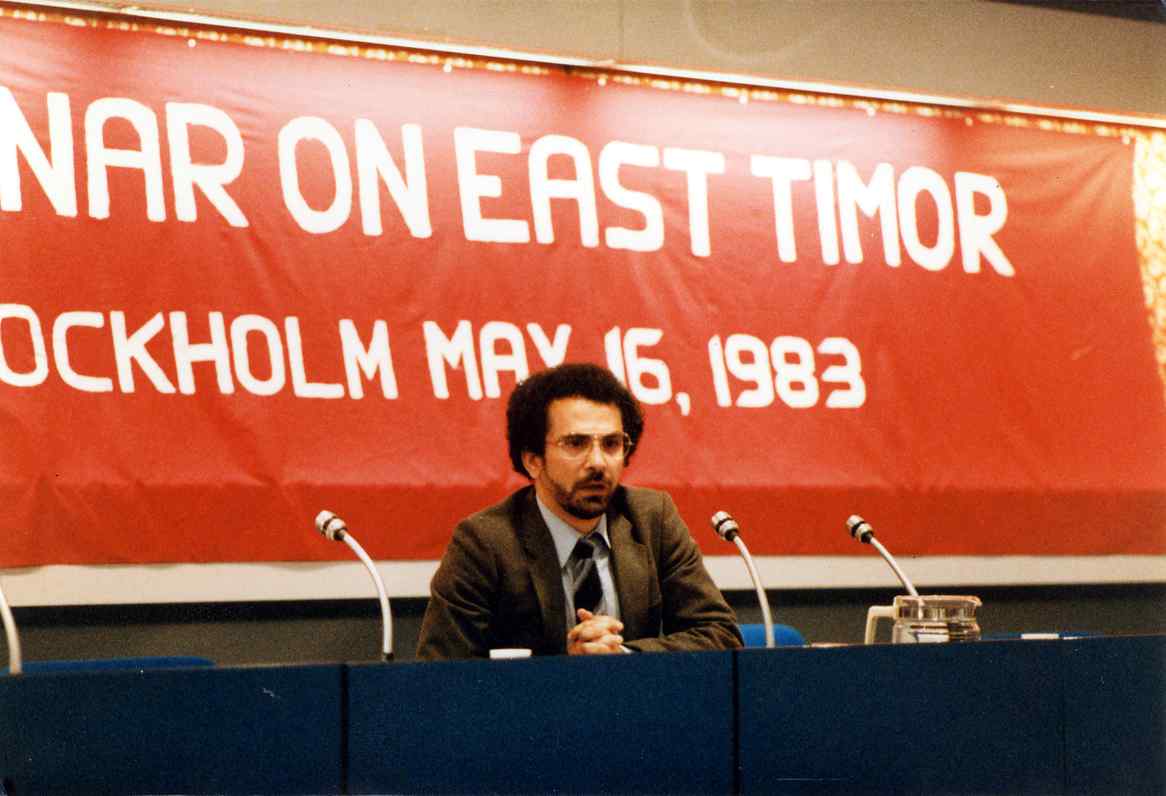 NAR ON EAST TIMOR
OCKHOLM MAY 16, 1983